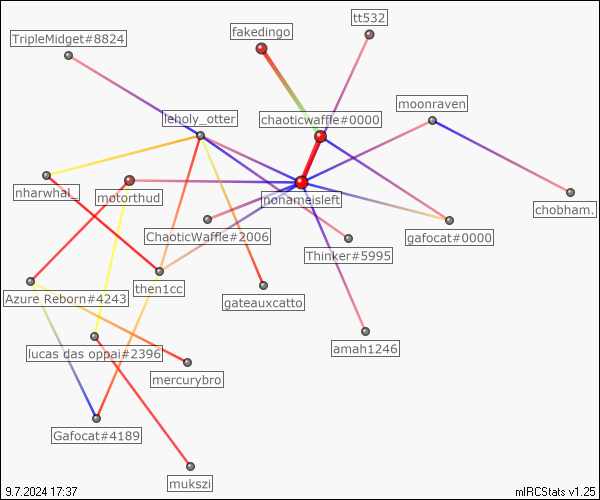 tt532
fakedingo
TripleMidget#8824
moonraven
leholy_otter
chaoticwaffle#0000
nharwhal_
motorthud
nonameisleft
chobham.
ChaoticWaffle#2006
gafocat#0000
Thinker#5995
then1cc
Azure Reborn#4243
gateauxcatto
amah1246
lucas das oppai#2396
mercurybro
Gafocat#4189
mukszi
9.7.2024 17:37
mIRCStats v1.25